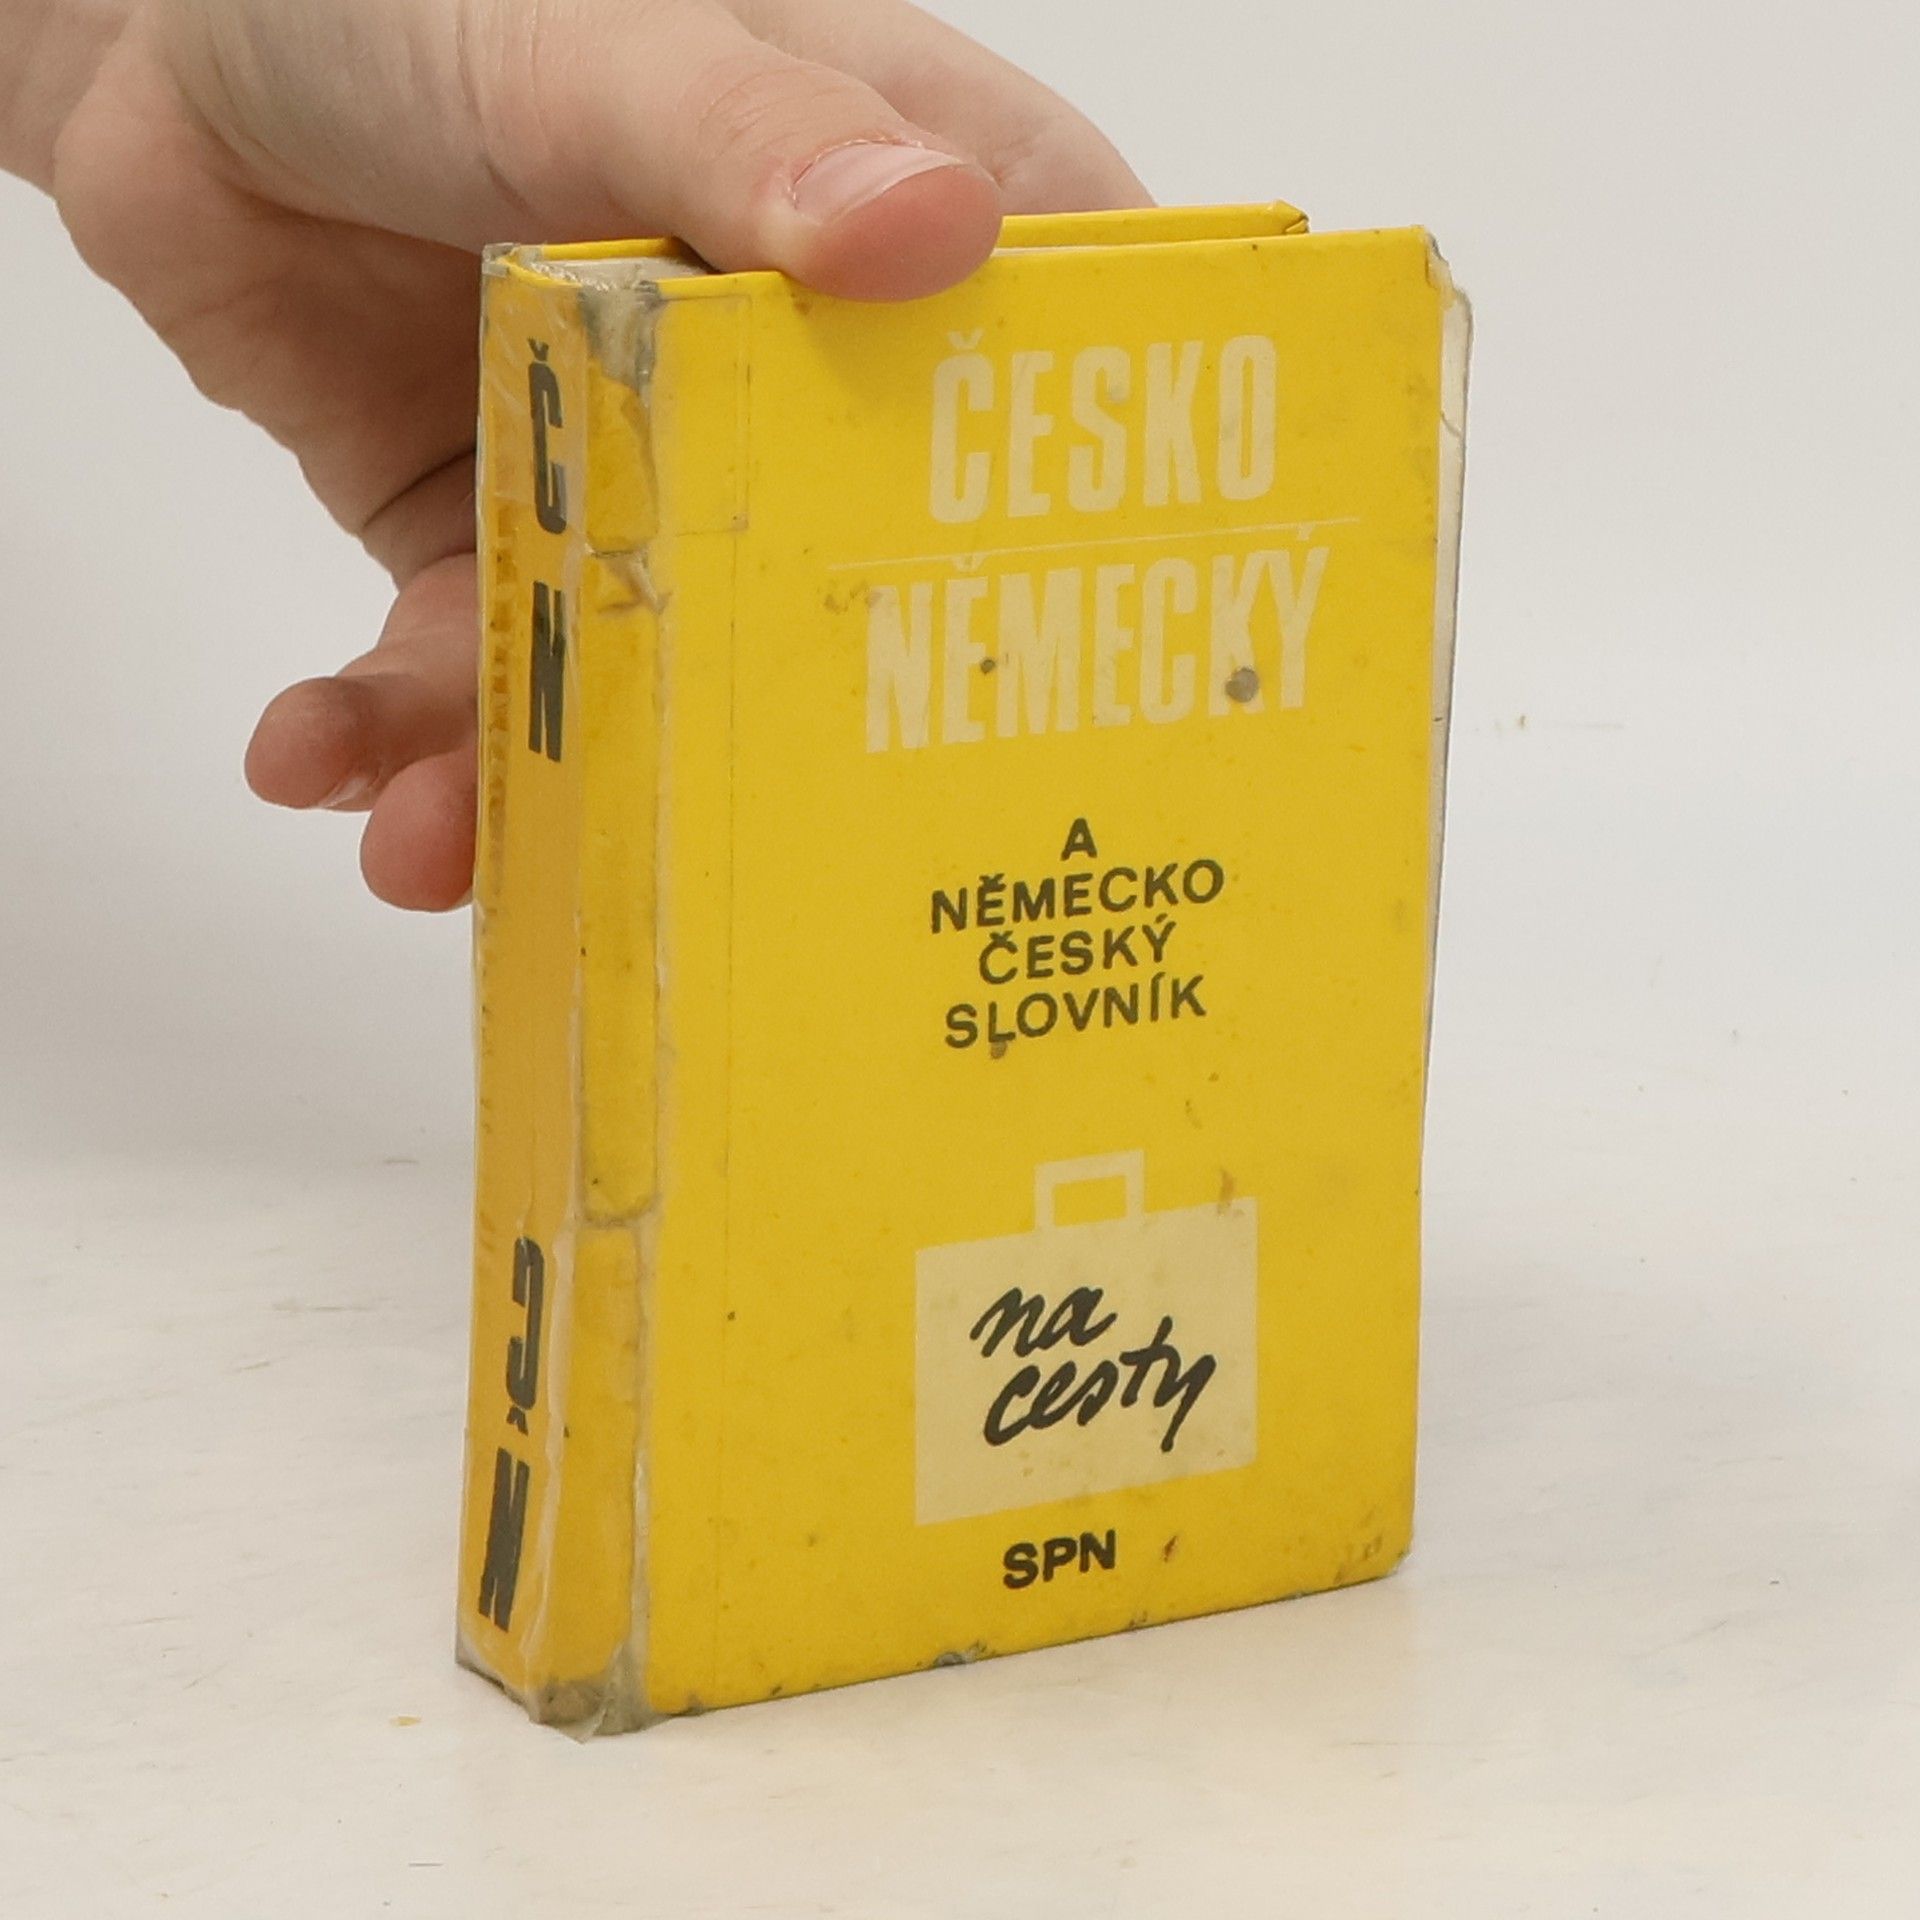 Č N
Č N
ČESKO
NĚMECKÝ
A
NĚMECKO
ČESKÝ
SLOVNÍK
na
cesty
SPN